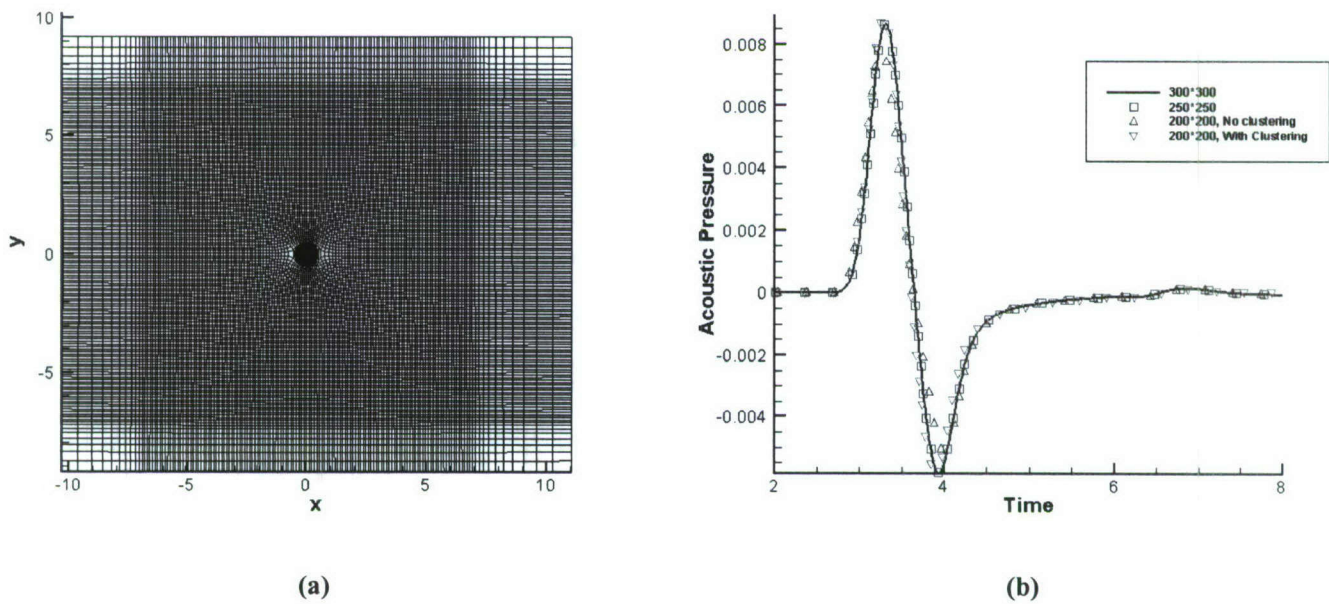 10
5
0
-5
y
-10
-5
0
5
10
x
(a)
0.008
0.006
0.004
0.002
0
-0.002
-0.004
Acoustic Pressure
2
4
6
8
Time
300*300
250*250
200*200, No clustering
200*200, With Clustering
(b)